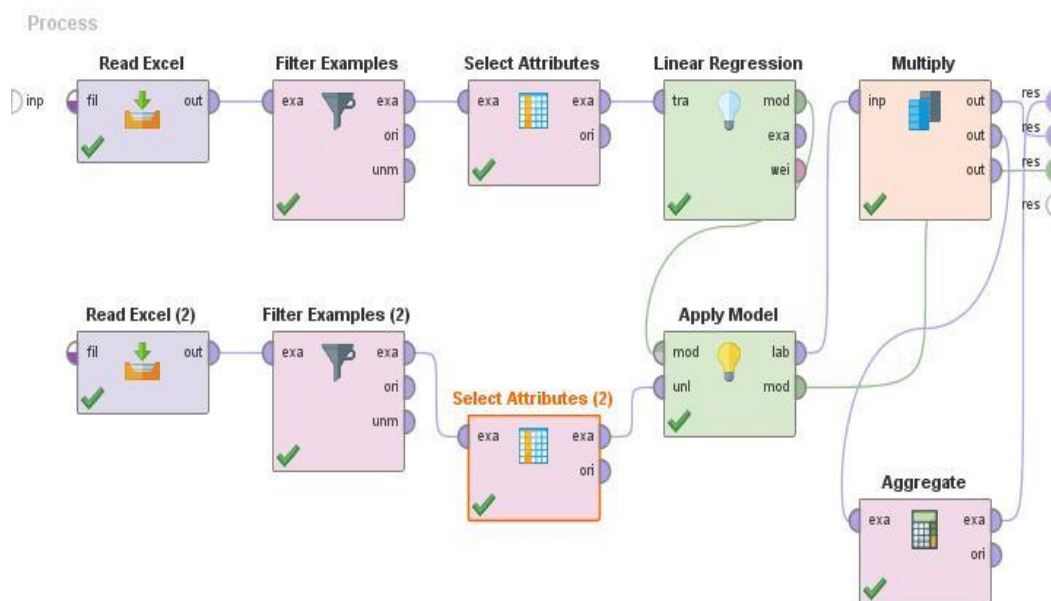 Process
Read Excel
Filter Examples
Select Attributes
Linear Regression
Multiply
inp
fil out
exa exa
ori
unm
exa exa
ori
tra mod
exa
wei
inp out
out
out
res
res
res
res
Read Excel (2)
Filter Examples (2)
Apply Model
fil out
exa exa
ori
unm
Select Attributes (2)
exa exa
ori
mod lab
unl mod
Aggregate
exa exa
ori